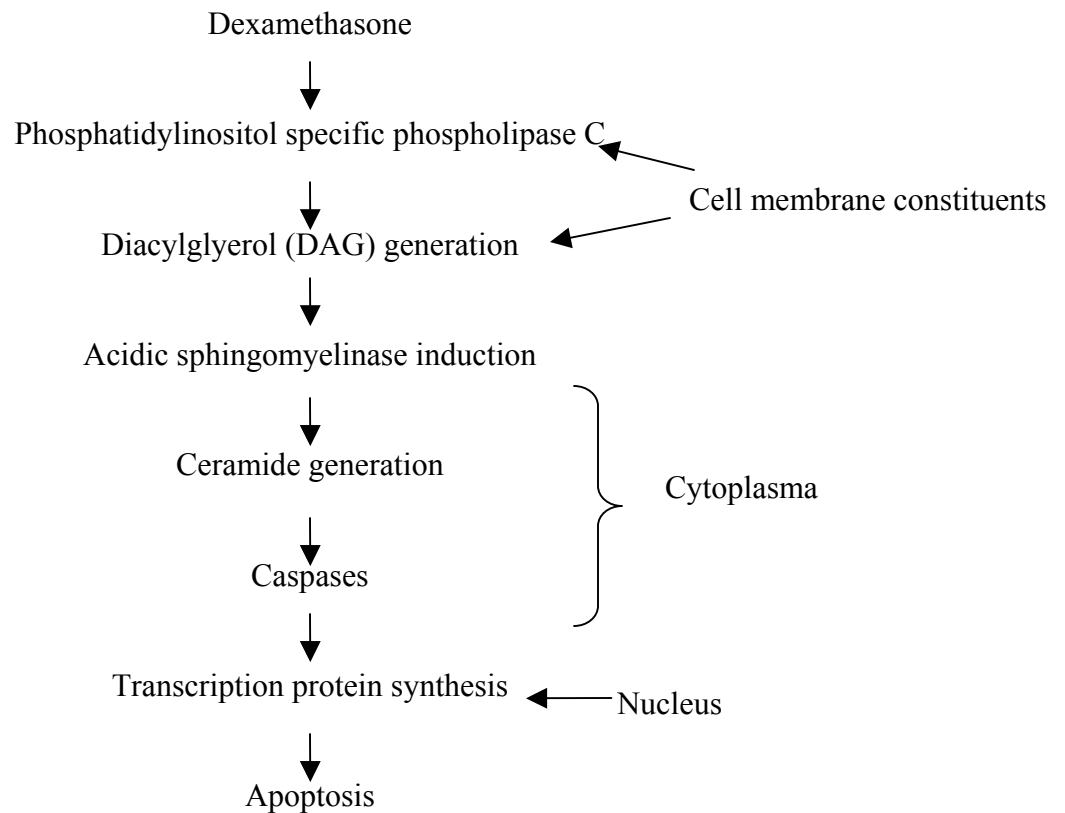 Dexamethasone
Phosphatidylinositol specific phospholipase C
Cell membrane constituents
Diacylglyerol (DAG) generation
Acidic sphingomyelinase induction
Ceramide generation
Cytoplasma
Caspases
Transcription protein synthesis
Nucleus
Apoptosis